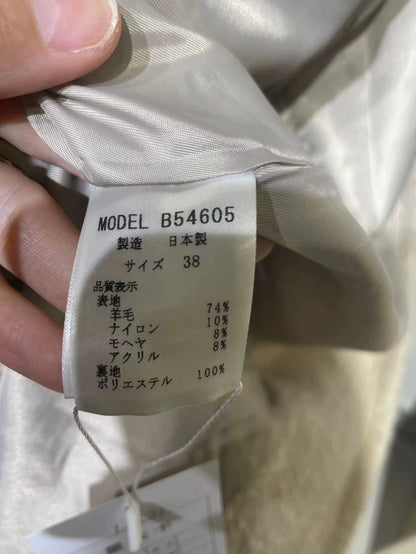 MODEL B54605
製造 日本製
サイズ 38
品質表示
表地
羊毛 74%
ナイロン 10%
モヘヤ 8%
アクリル 8%
裏地
ポリエステル 100%